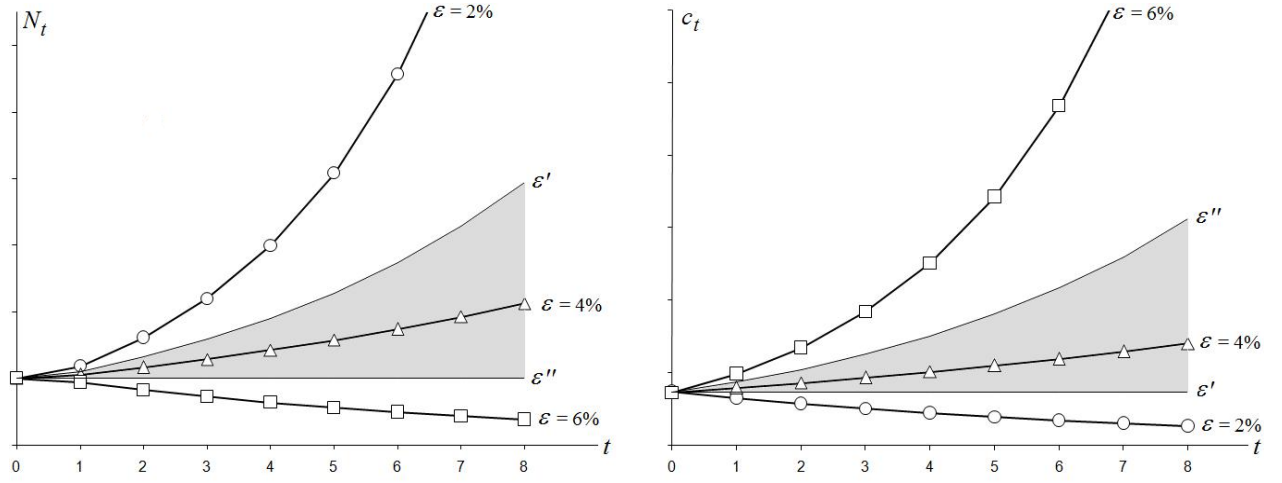 N_t
ε = 2%
ε'
ε = 4%
ε''
ε = 6%
t
0 1 2 3 4 5 6 7 8
c_t
ε = 6%
ε''
ε = 4%
ε'
ε = 2%
t
0 1 2 3 4 5 6 7 8